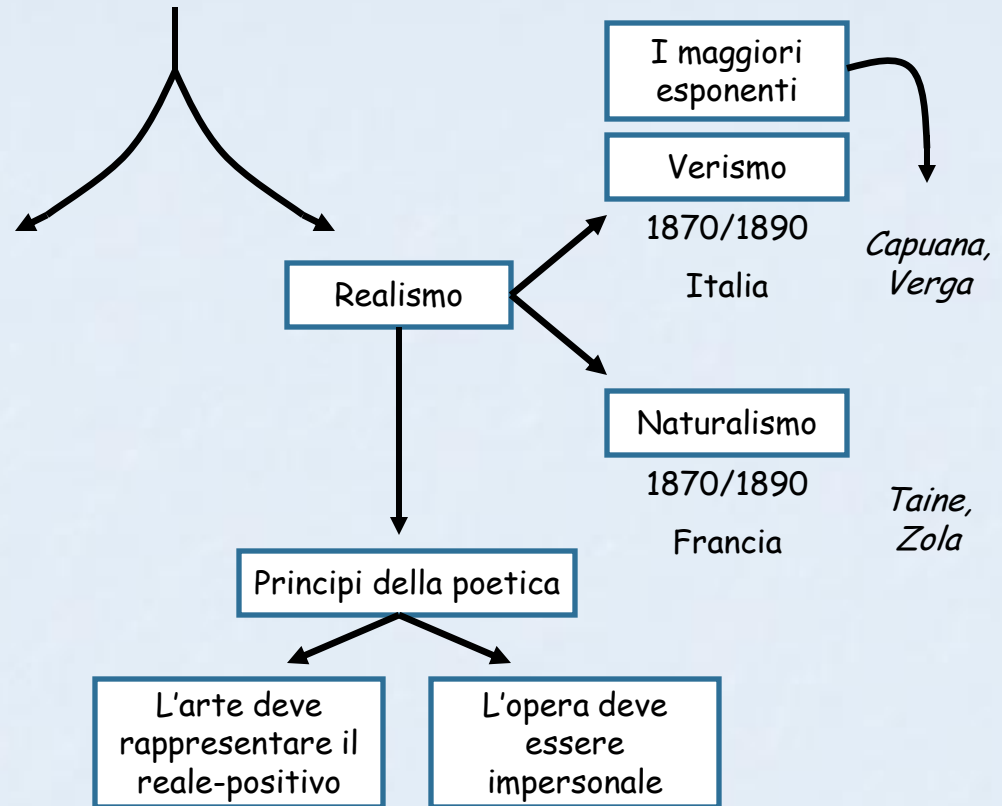 I maggiori
esponenti
Verismo
1870/1890
Italia
Capuana,
Verga
Realismo
Naturalismo
1870/1890
Francia
Taine,
Zola
Principi della poetica
L'arte deve
rappresentare il
reale-positivo
L'opera deve
essere
impersonale